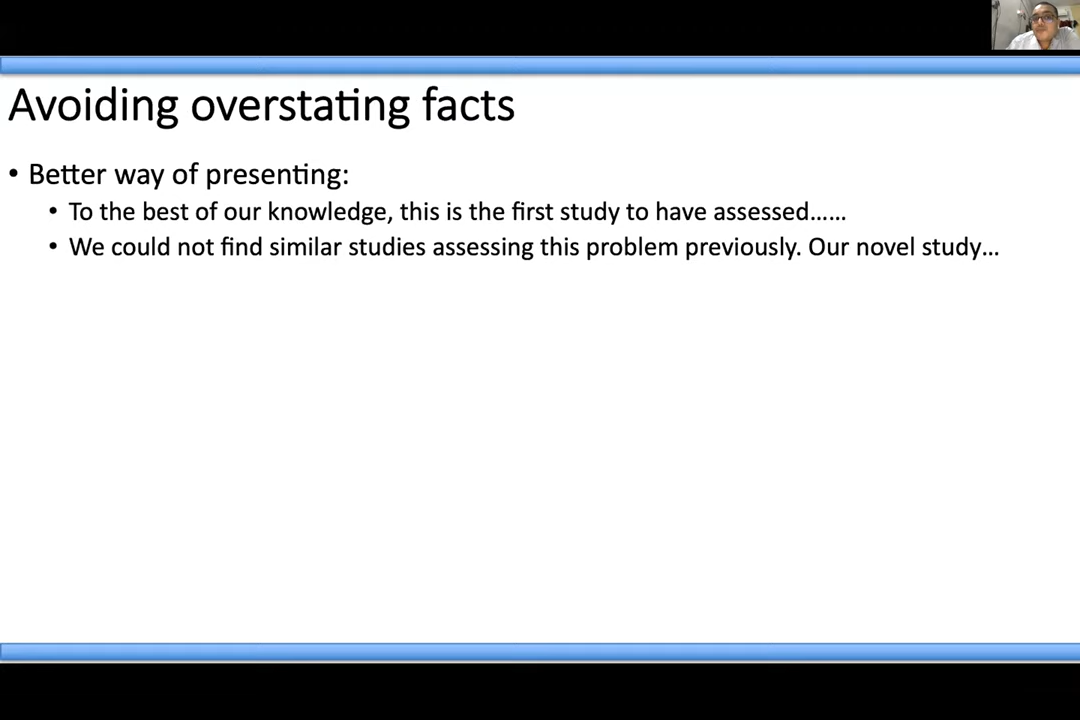 Avoiding overstating facts
• Better way of presenting:
• To the best of our knowledge, this is the first study to have assessed……
• We could not find similar studies assessing this problem previously. Our novel study…